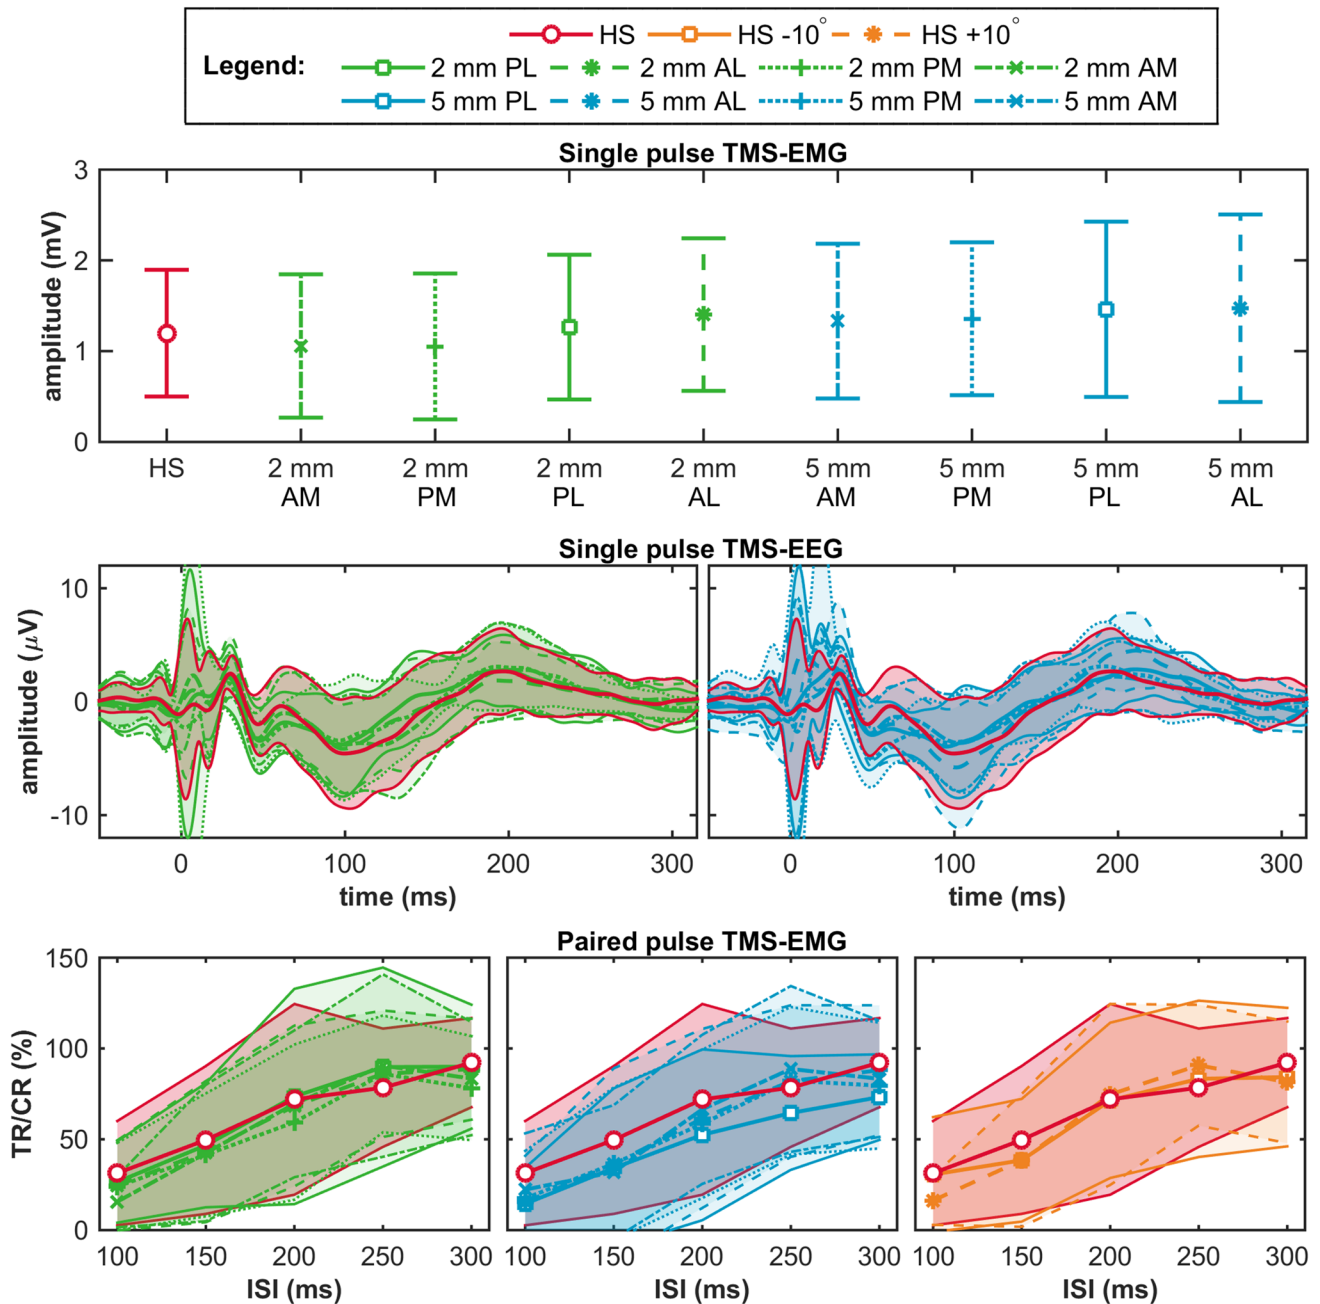 HS HS -10° HS +10°
Legend: 2 mm PL 2 mm AL 2 mm PM 2 mm AM
5 mm PL 5 mm AL 5 mm PM 5 mm AM
Single pulse TMS-EMG
3
2
1
0
amplitude (mV)
HS 2 mm 2 mm 2 mm 2 mm 5 mm 5 mm 5 mm 5 mm
AM PM PL AL AM PM PL AL
Single pulse TMS-EEG
10
0
-10
amplitude (μV)
0 100 200 300 0 100 200 300
time (ms) time (ms)
Paired pulse TMS-EMG
150
100
50
0
TR/CR (%)
100 150 200 250 300 100 150 200 250 300 100 150 200 250 300
ISI (ms) ISI (ms) ISI (ms)